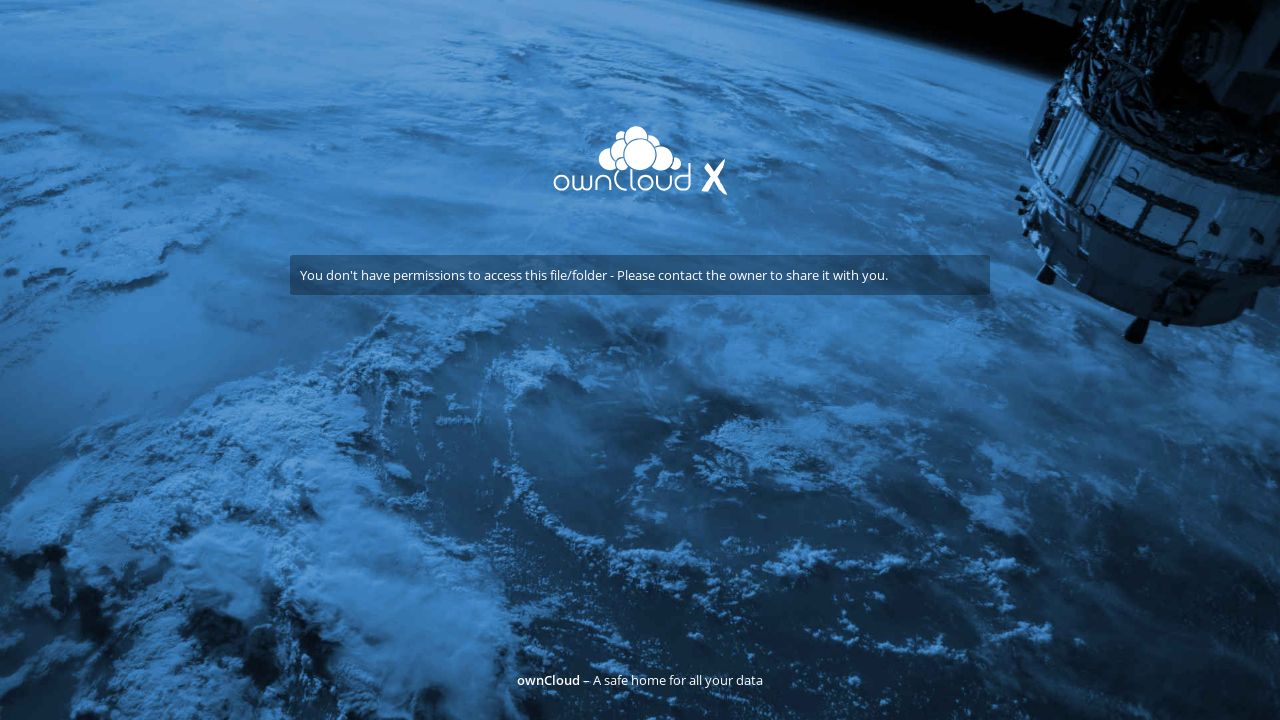 ownCloud X
You don't have permissions to access this file/folder - Please contact the owner to share it with you.
ownCloud – A safe home for all your data